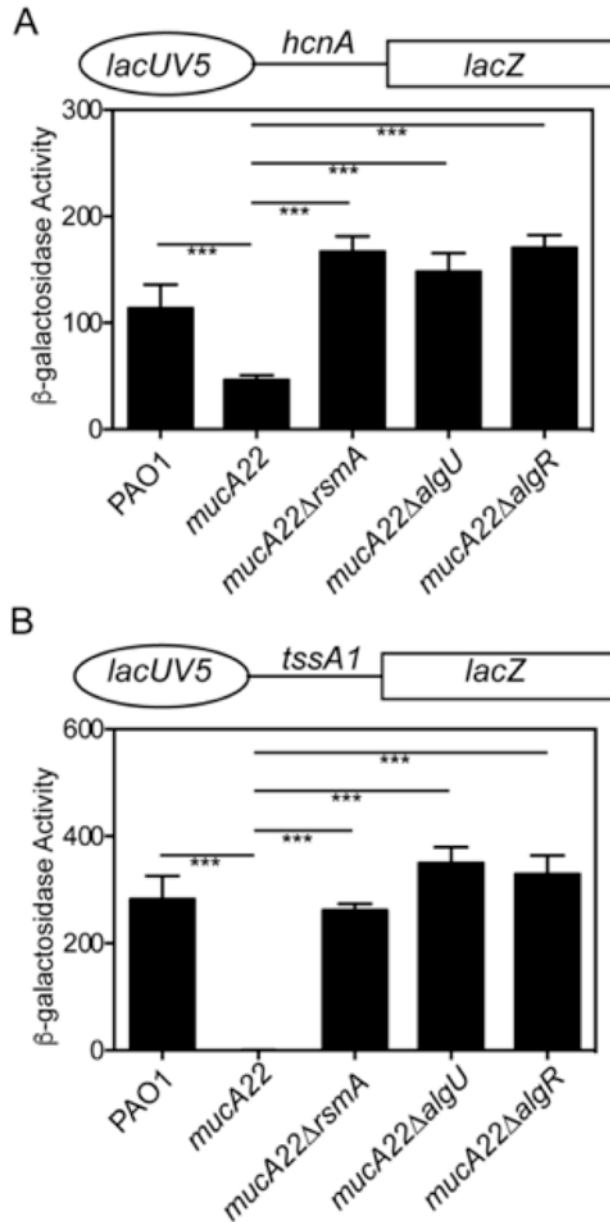 A
lacUV5 hcnA lacZ
β-galactosidase Activity
300
200
100
0
***
***
***
***
PAO1
mucA22
mucA22ΔrsmA
mucA22ΔalgU
mucA22ΔalgR
B
lacUV5 tssA1 lacZ
β-galactosidase Activity
600
400
200
0
***
***
***
***
PAO1
mucA22
mucA22ΔrsmA
mucA22ΔalgU
mucA22ΔalgR